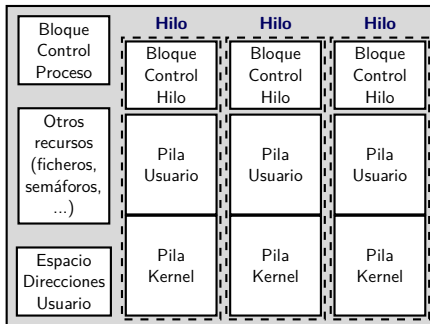 Bloque
Control
Proceso
Otros
recursos
(ficheros,
semáforos,
...)
Espacio
Direcciones
Usuario
Hilo
Bloque
Control
Hilo
Pila
Usuario
Pila
Kernel
Hilo
Bloque
Control
Hilo
Pila
Usuario
Pila
Kernel
Hilo
Bloque
Control
Hilo
Pila
Usuario
Pila
Kernel